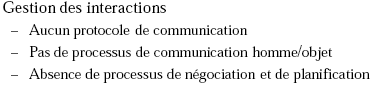 Gestion des interactions
– Aucun protocole de communication
– Pas de processus de communication homme/objet
– Absence de processus de négociation et de planification